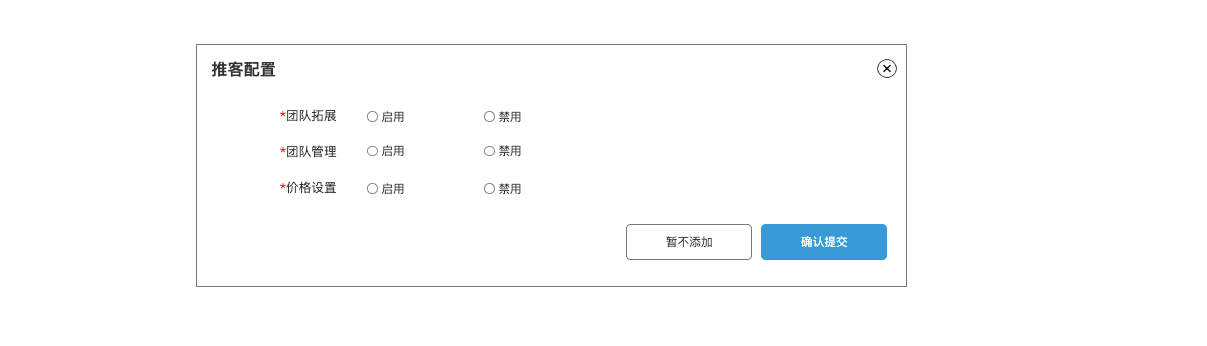 推客配置
*团队拓展 启用 禁用
*团队管理 启用 禁用
*价格设置 启用 禁用
暂不添加 确认提交